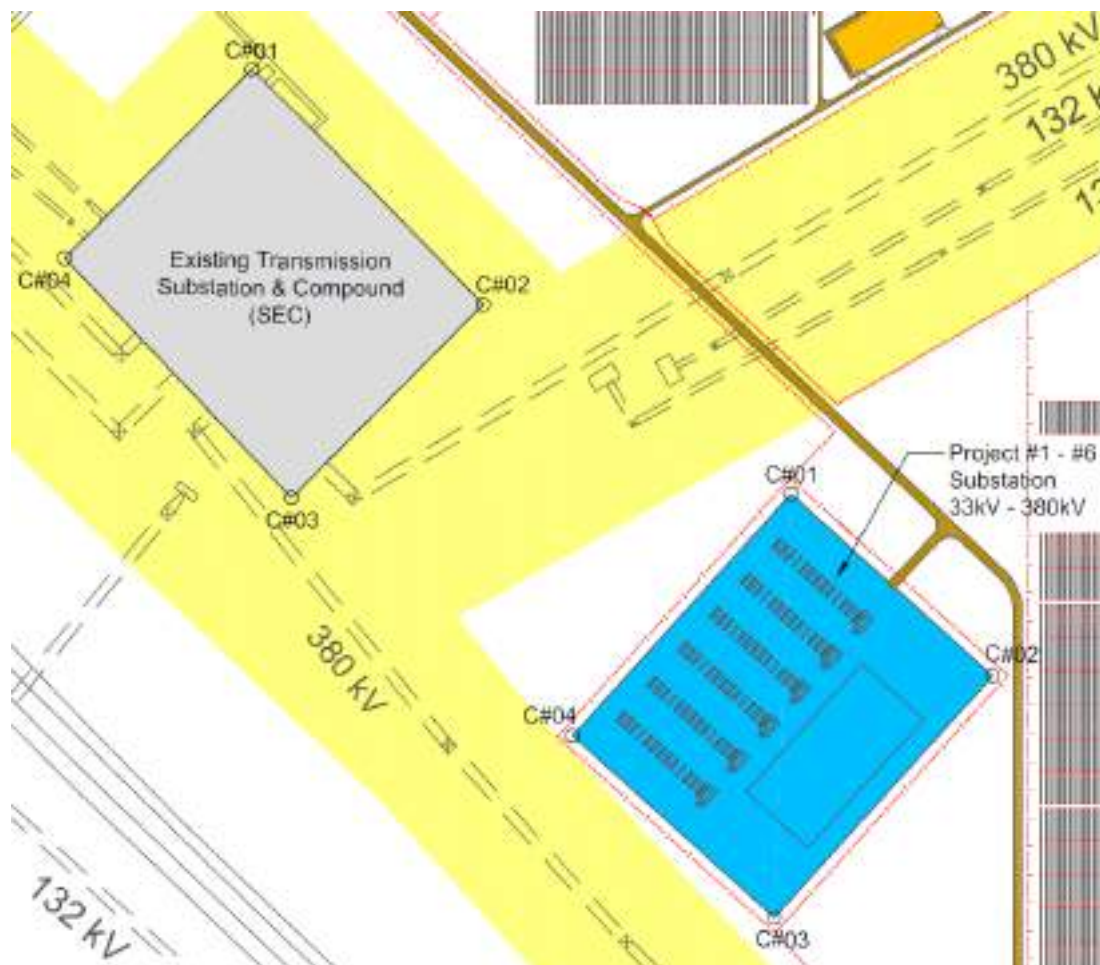 C#01
380 kV
132 k
13
Existing Transmission
Substation & Compound
(SEC)
C#04
C#02
C#03
Project #1 - #6
Substation
33kV - 380kV
C#01
C#02
C#04
C#03
380 kV
132 kV